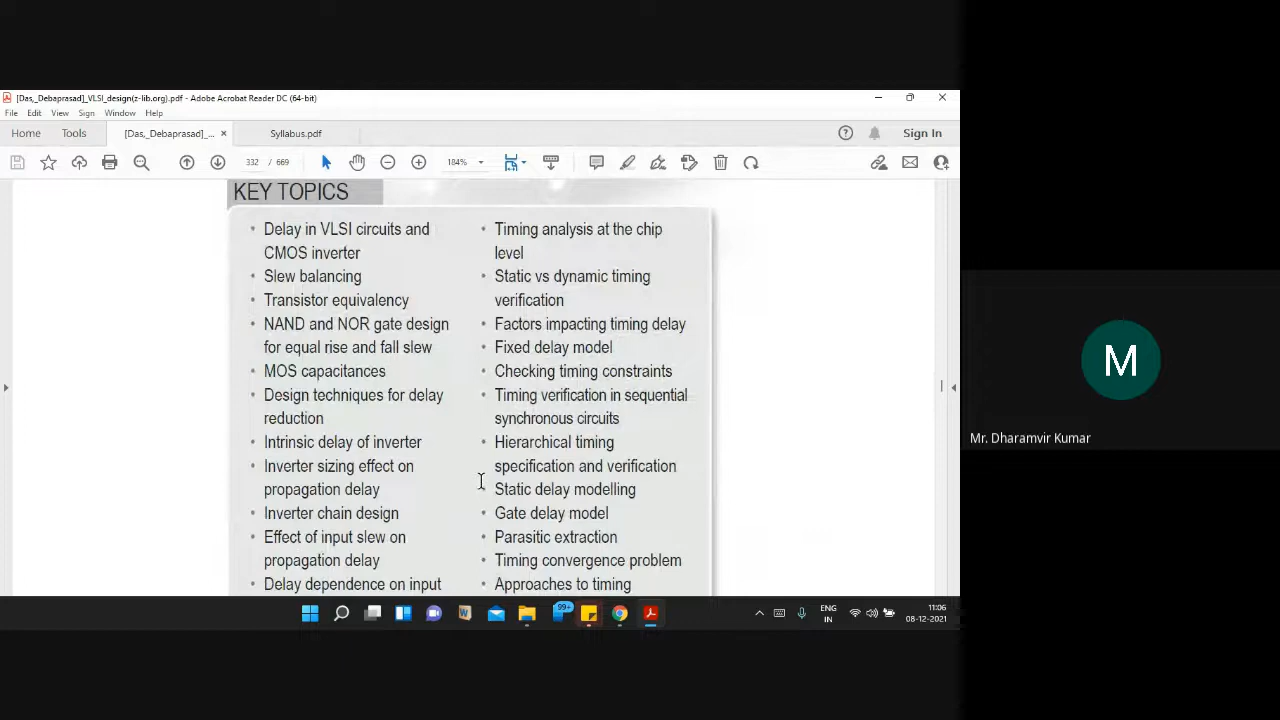 [Das,_Debaprasad]_VLSI_design(z-lib.org).pdf - Adobe Acrobat Reader DC (64-bit)
File Edit View Sign Window Help
Home Tools [Das,_Debaprasad]_... × Syllabus.pdf Sign In
332 / 669 184%
KEY TOPICS
• Delay in VLSI circuits and
CMOS inverter
• Slew balancing
• Transistor equivalency
• NAND and NOR gate design
for equal rise and fall slew
• MOS capacitances
• Design techniques for delay
reduction
• Intrinsic delay of inverter
• Inverter sizing effect on
propagation delay
• Inverter chain design
• Effect of input slew on
propagation delay
• Delay dependence on input
• Timing analysis at the chip
level
• Static vs dynamic timing
verification
• Factors impacting timing delay
• Fixed delay model
• Checking timing constraints
• Timing verification in sequential
synchronous circuits
• Hierarchical timing
specification and verification
• Static delay modelling
• Gate delay model
• Parasitic extraction
• Timing convergence problem
• Approaches to timing
M
Mr. Dharamvir Kumar
99+
ENG
IN
11:06
08-12-2021